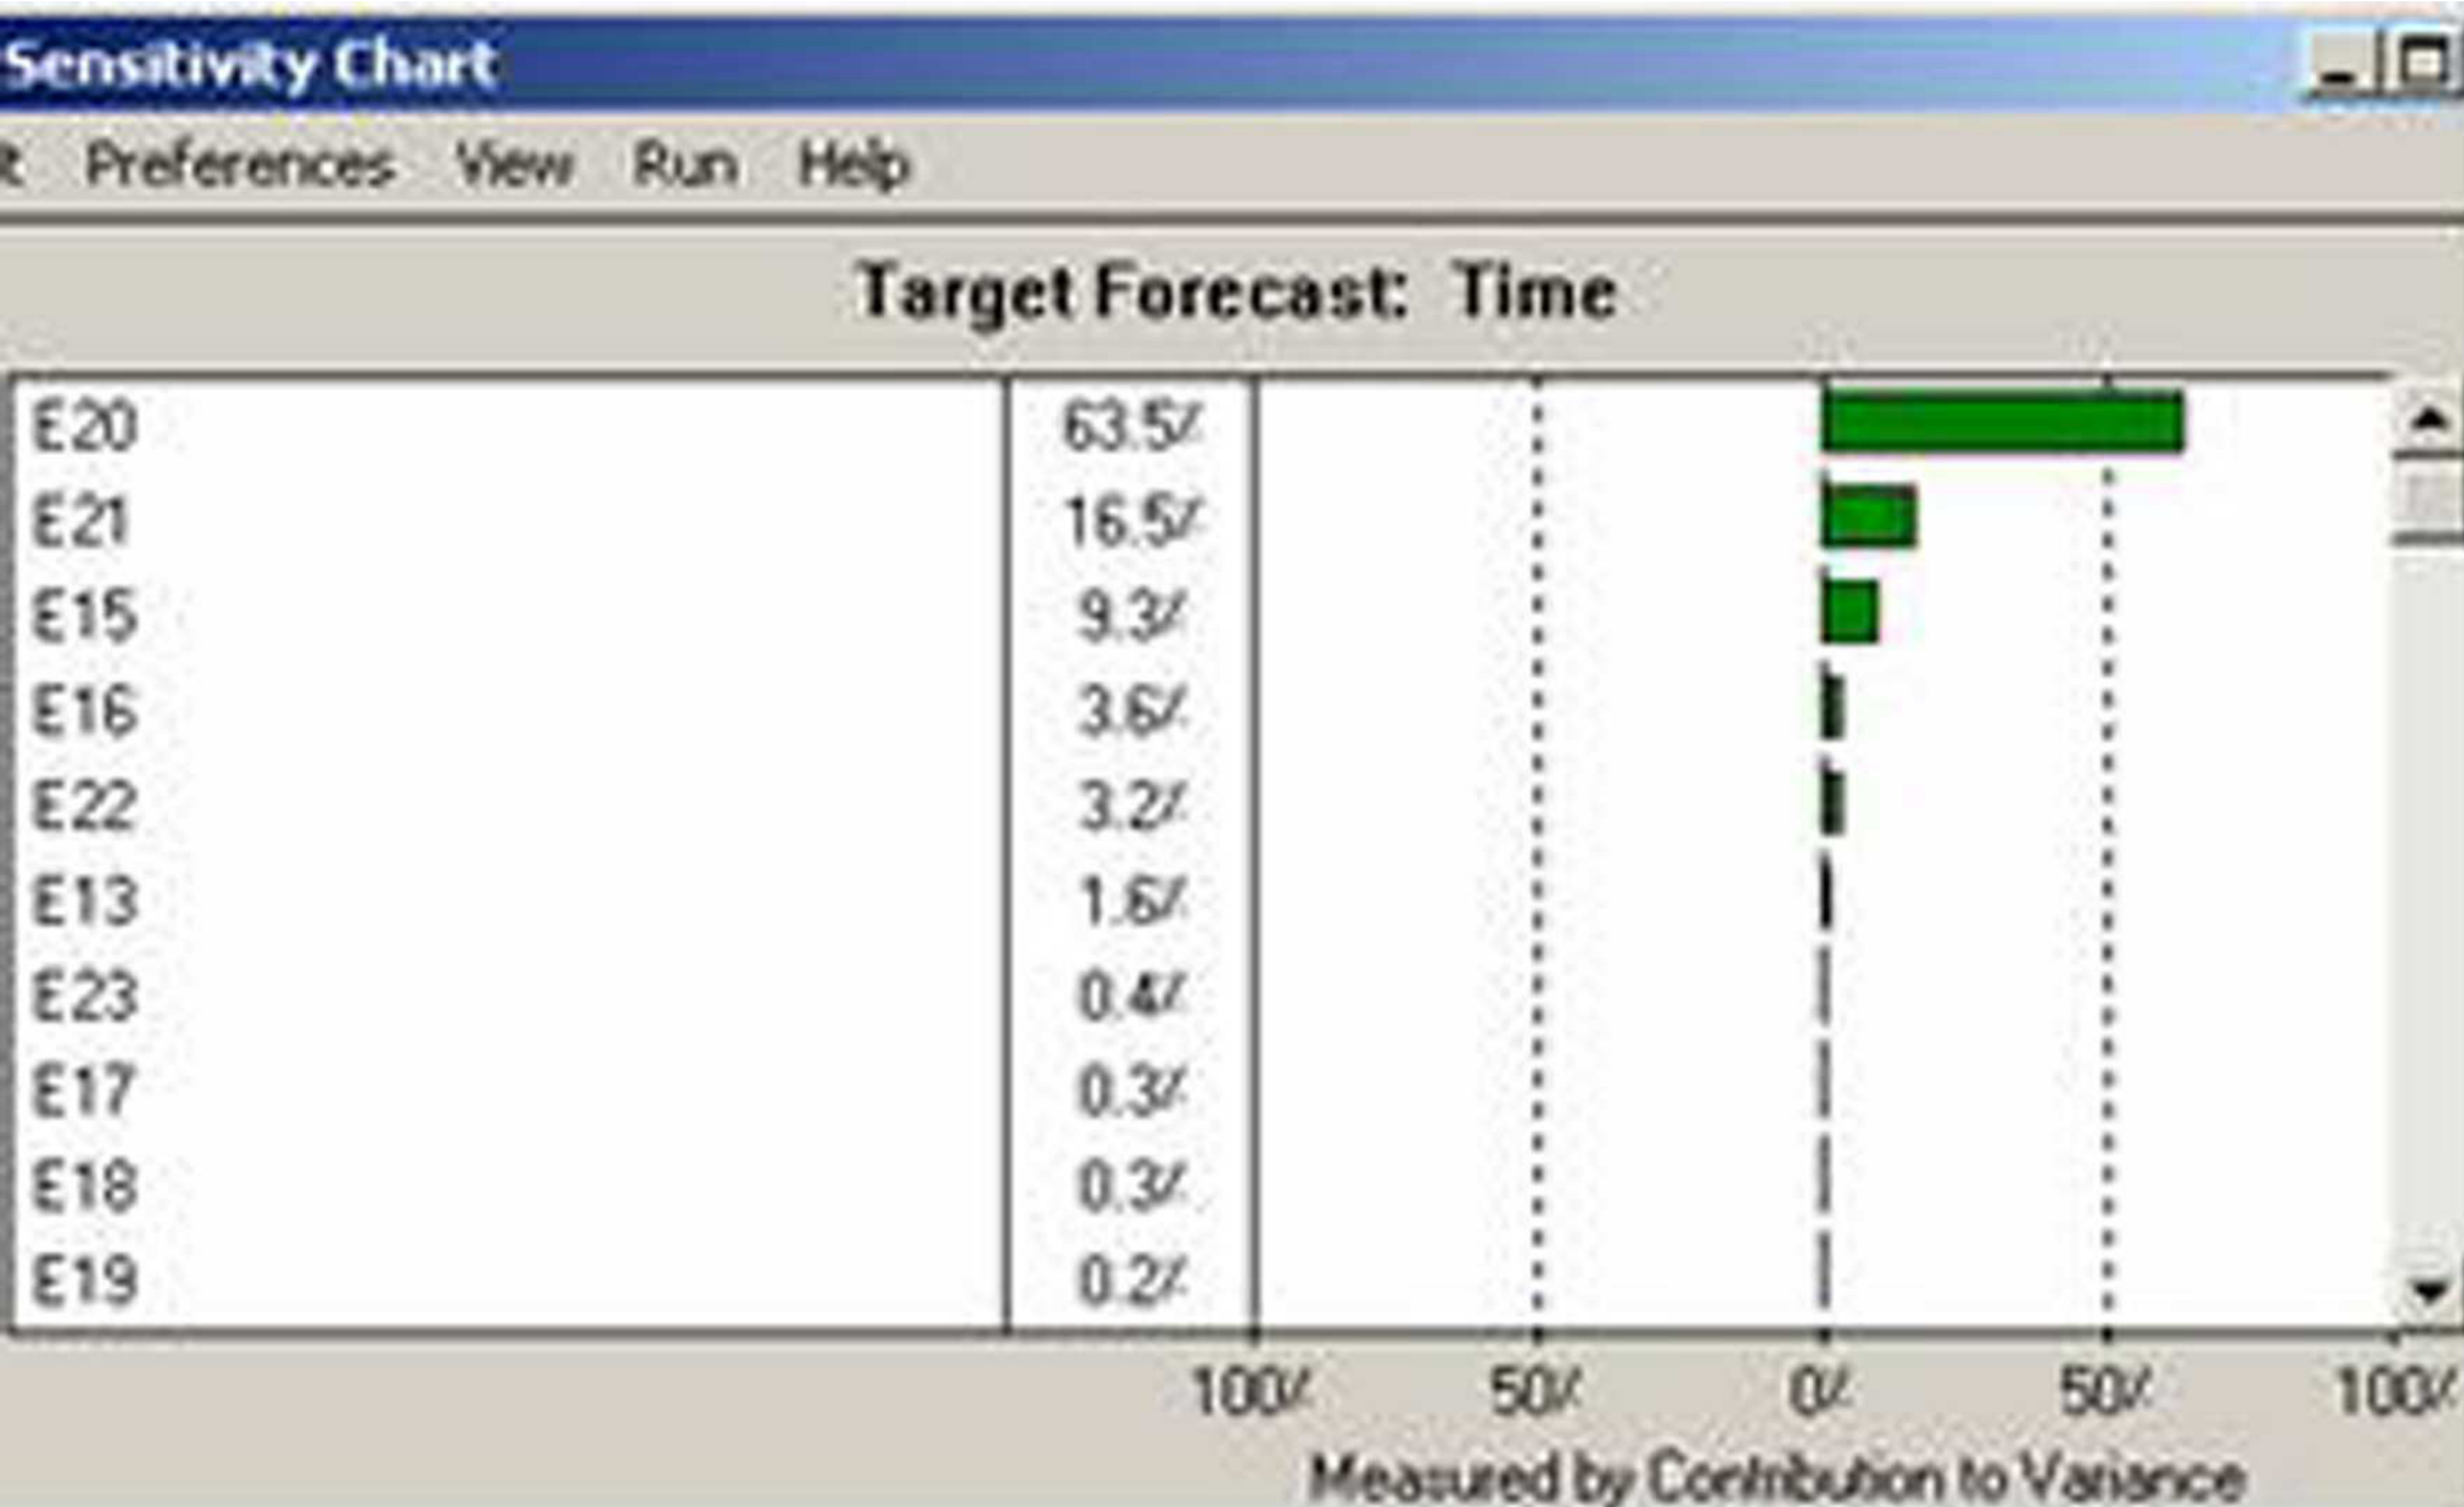 Sensitivity Chart
t Preferences View Run Help
Target Forecast: Time
E20 63.5%
E21 16.5%
E15 9.3%
E16 3.6%
E22 3.2%
E13 1.6%
E23 0.4%
E17 0.3%
E18 0.3%
E19 0.2%
100% 50% 0% 50% 100%
Measured by Contribution to Variance